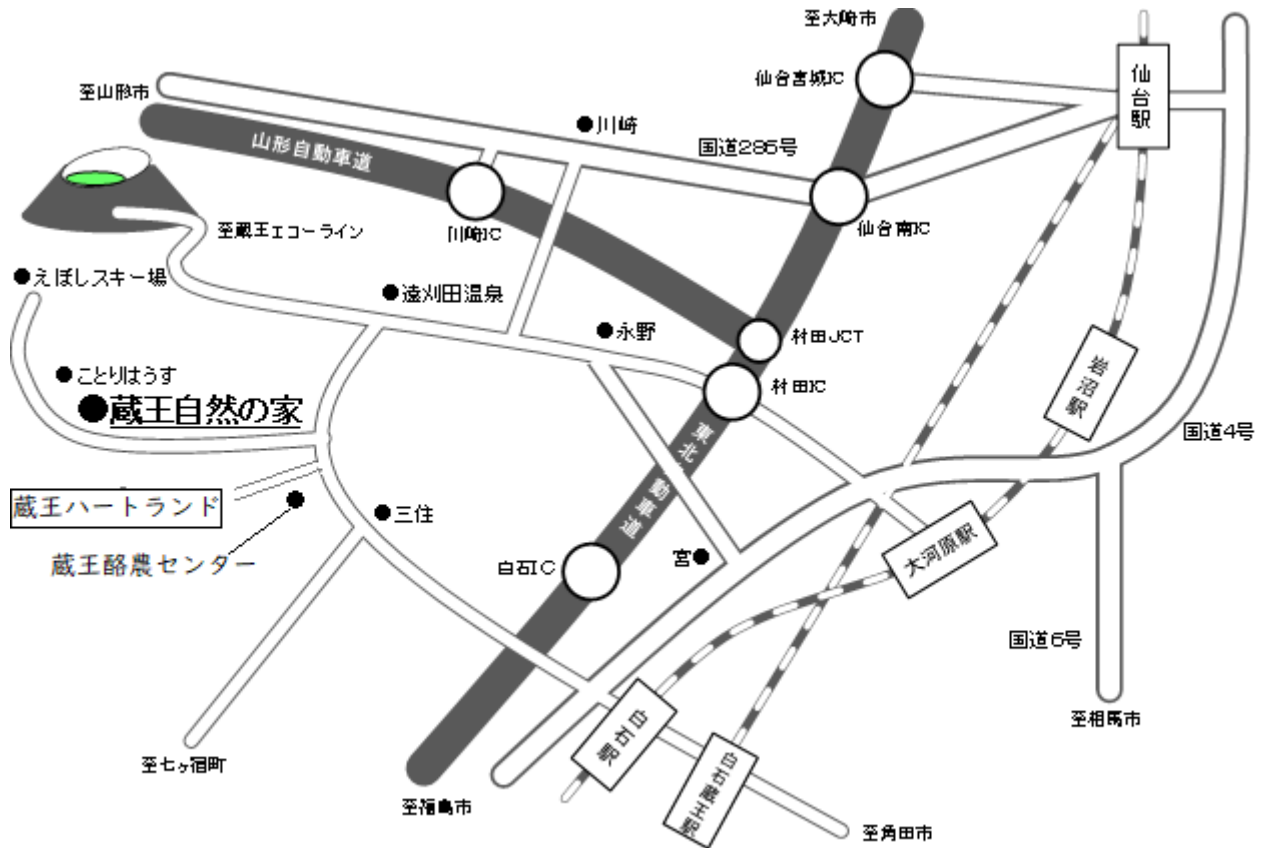 至大崎市
仙台宮城IC
仙台駅
至山形市
川崎
国道286号
山形自動車道
川崎IC
仙台南IC
至蔵王エコーライン
えぼしスキー場
遠刈田温泉
永野
村田JCT
岩沼駅
ことりはうす
村田IC
蔵王自然の家
国道4号
東北自動車道
蔵王ハートランド
三住
蔵王酪農センター
白石IC
宮
大河原駅
国道6号
至相馬市
白石駅
白石蔵王駅
至七ヶ宿町
至福島市
至角田市